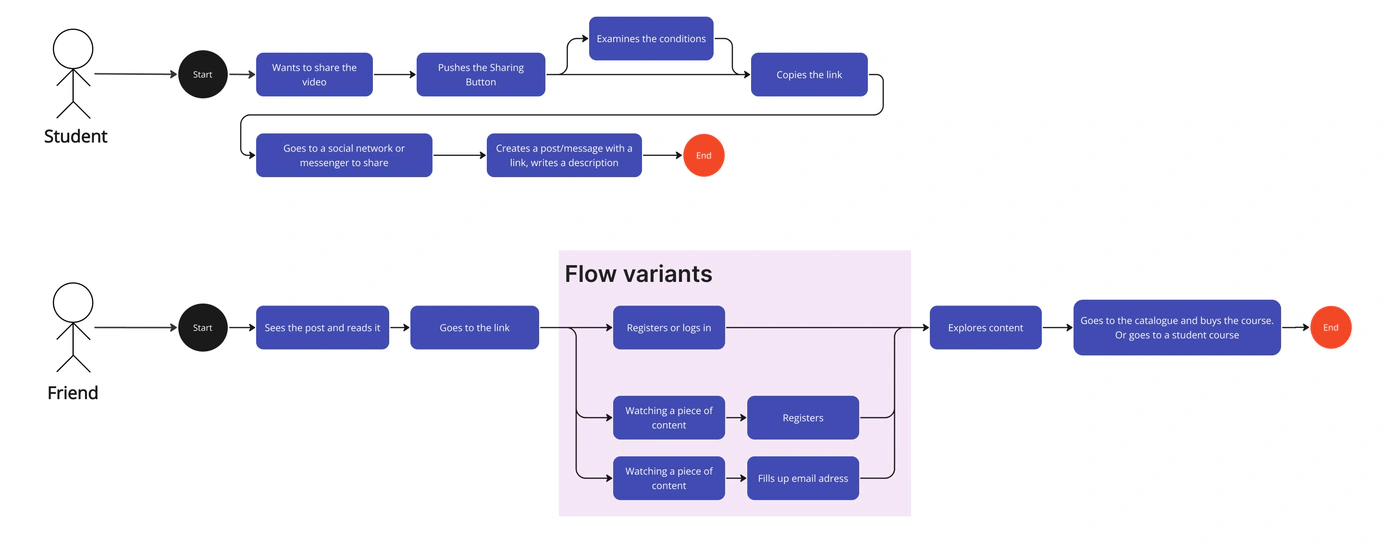 Examines the conditions
Start
Wants to share the
video
Pushes the Sharing
Button
Copies the link
Student
Goes to a social network or
messenger to share
Creates a post/message with a
link, writes a description
End
Flow variants
Start
Sees the post and reads it
Goes to the link
Registers or logs in
Explores content
Goes to the catalogue and buys the course.
Or goes to a student course
End
Friend
Watching a piece of
content
Registers
Watching a piece of
content
Fills up email adress